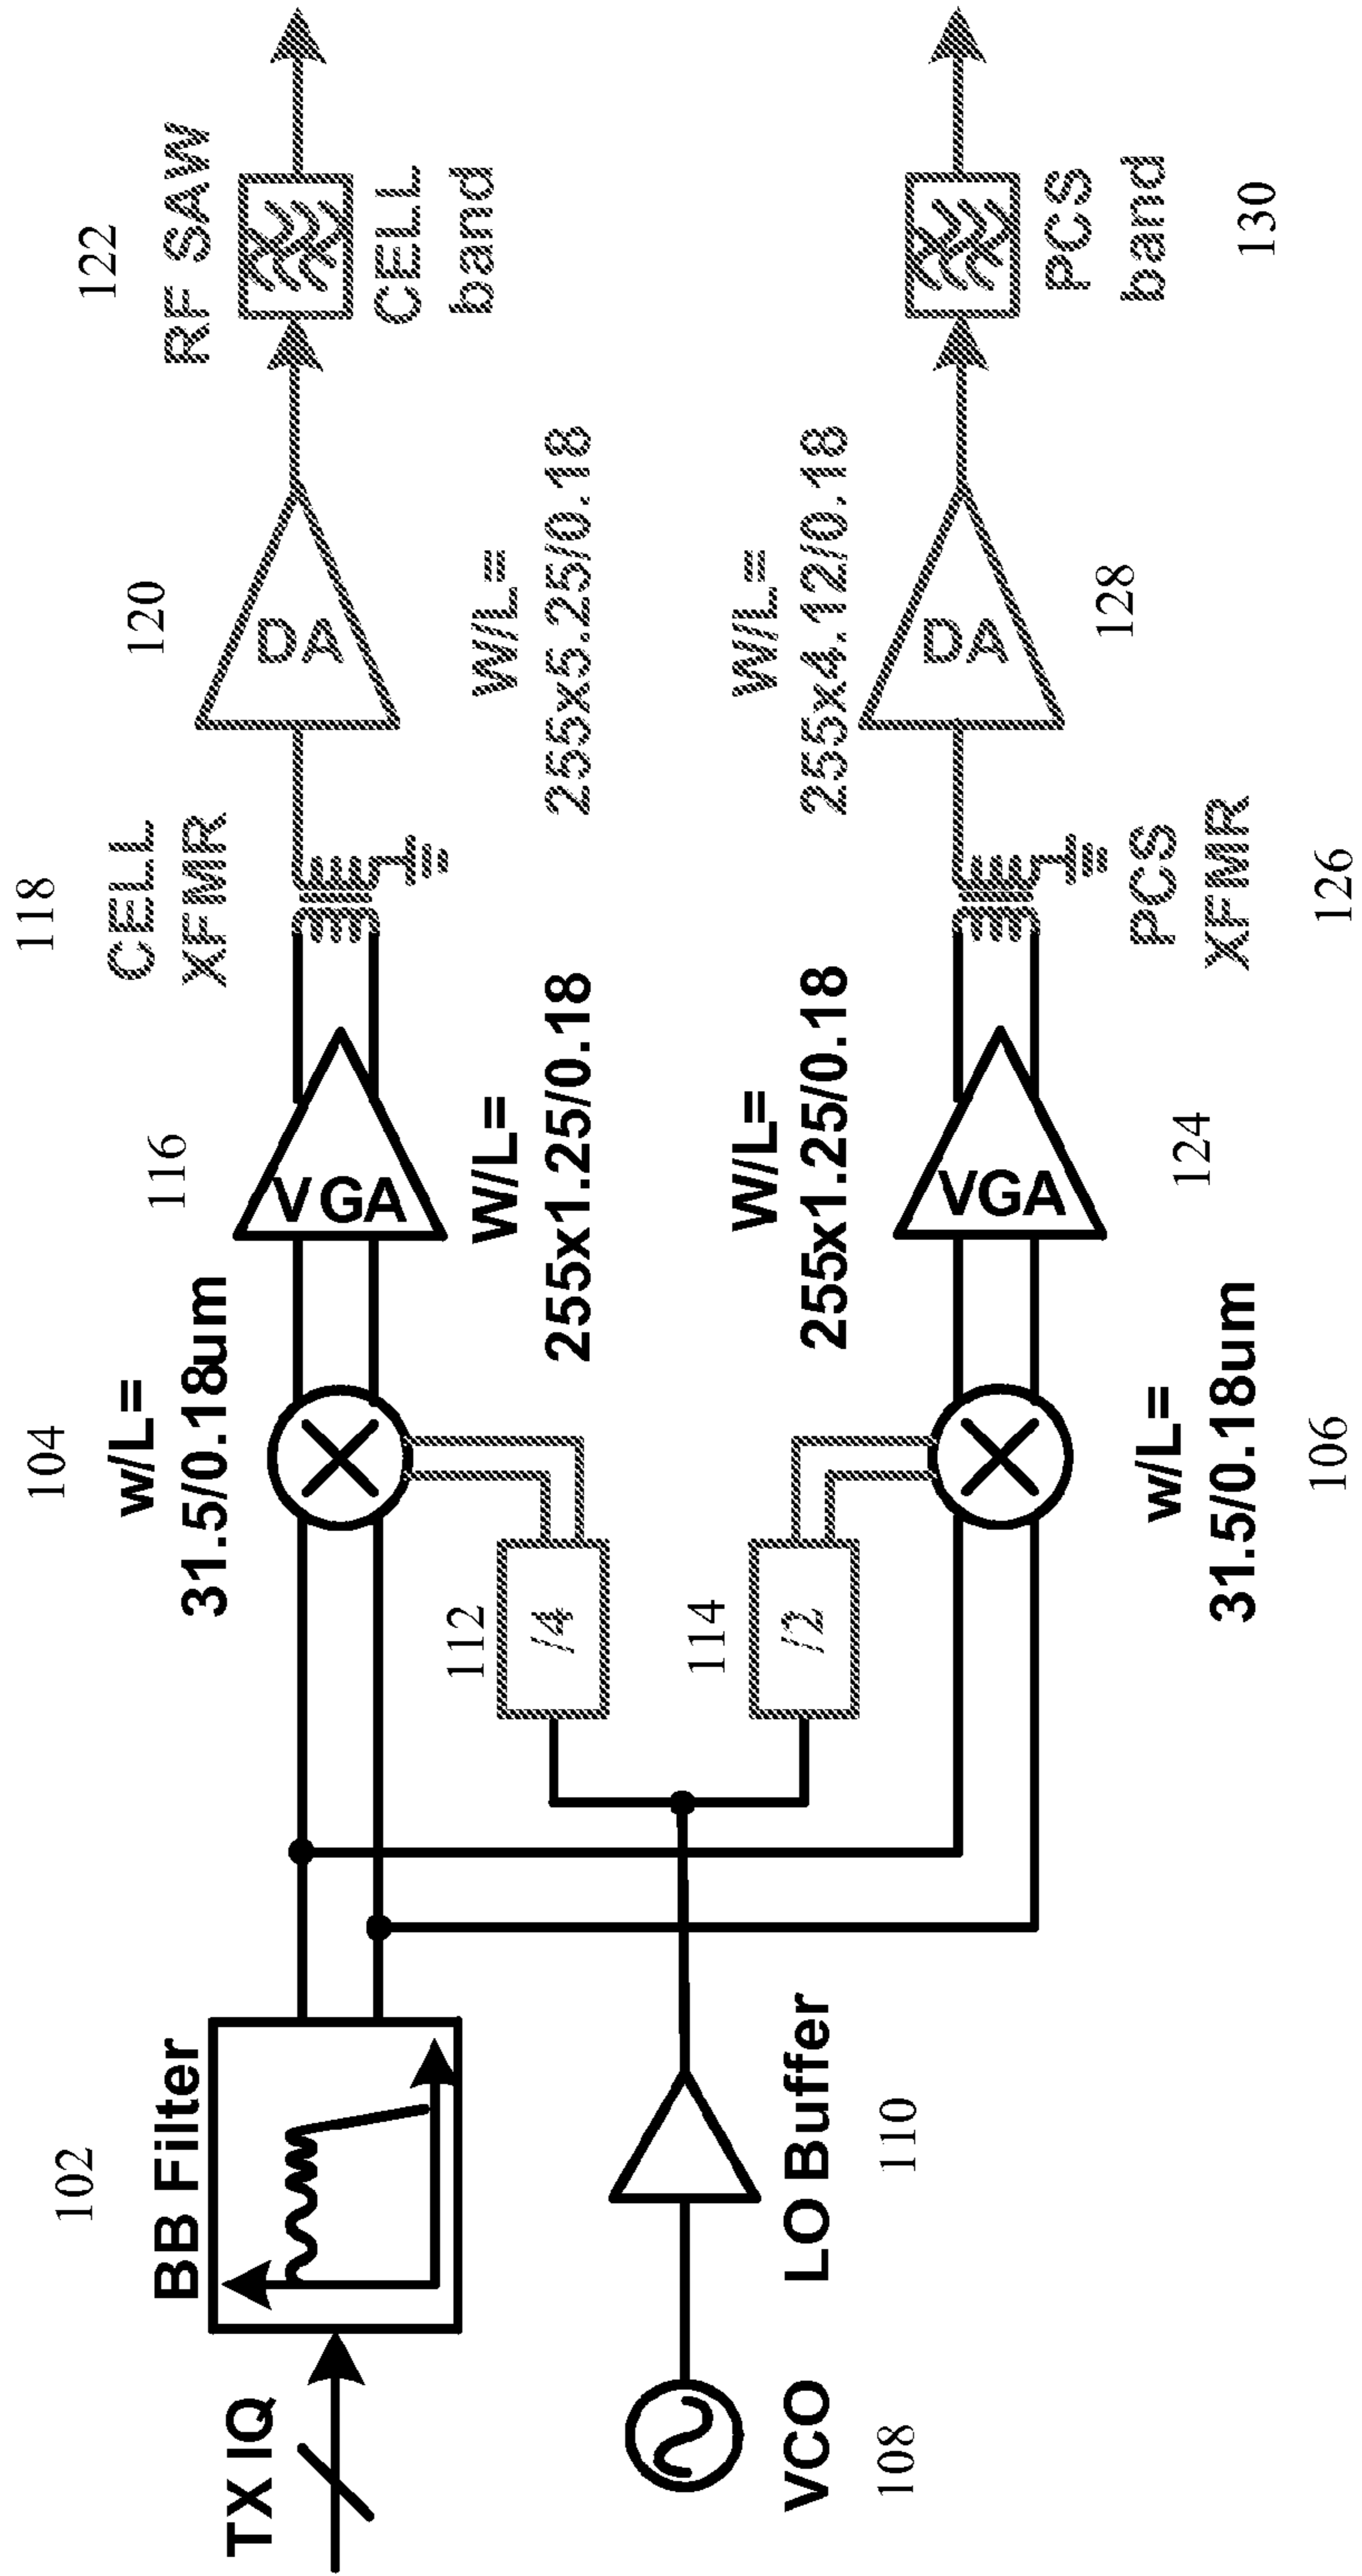 TX IQ
102
BB Filter
VCO
108
LO Buffer
110
112
/4
114
/2
104
w/L=
31.5/0.18um
w/L=
31.5/0.18um
106
116
VGA
W/L=
255x1.25/0.18
W/L=
255x1.25/0.18
VGA
124
118
CELL
XFMR
PCS
XFMR
126
120
DA
W/L=
255x5.25/0.18
W/L=
255x4.12/0.18
DA
128
122
RF SAW
CELL
band
PCS
band
130